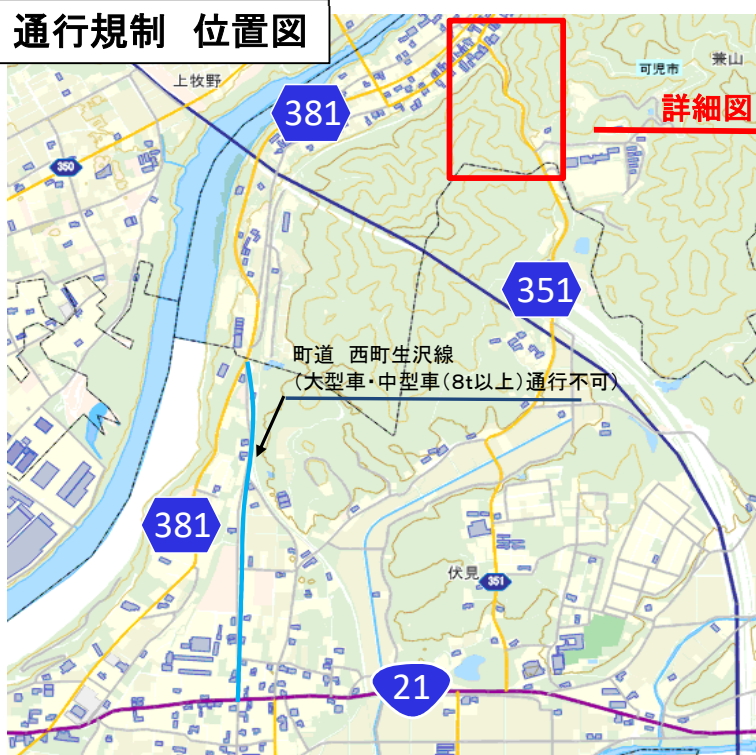 通行規制 位置図
上牧野
381
可児市
兼山
詳細図
350
351
町道 西町生沢線
(大型車・中型車(8t以上)通行不可)
381
伏見
351
21